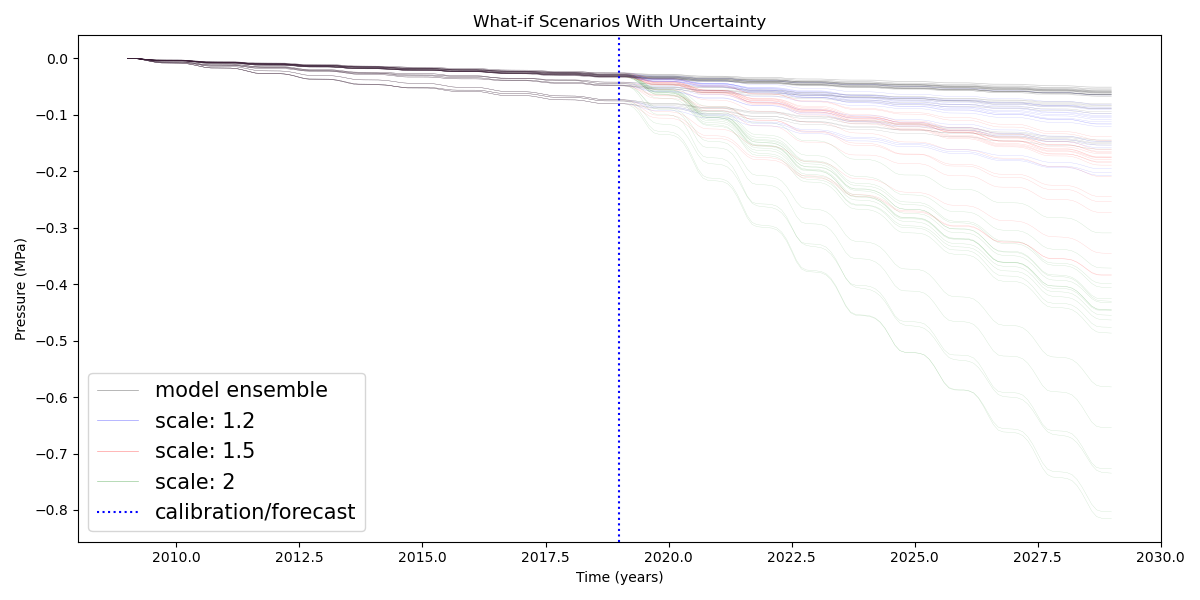 What-if Scenarios With Uncertainty
0.0
−0.1
−0.2
−0.3
−0.4
−0.5
−0.6
−0.7
−0.8
Pressure (MPa)
model ensemble
scale: 1.2
scale: 1.5
scale: 2
calibration/forecast
2010.0 2012.5 2015.0 2017.5 2020.0 2022.5 2025.0 2027.5 2030.0
Time (years)